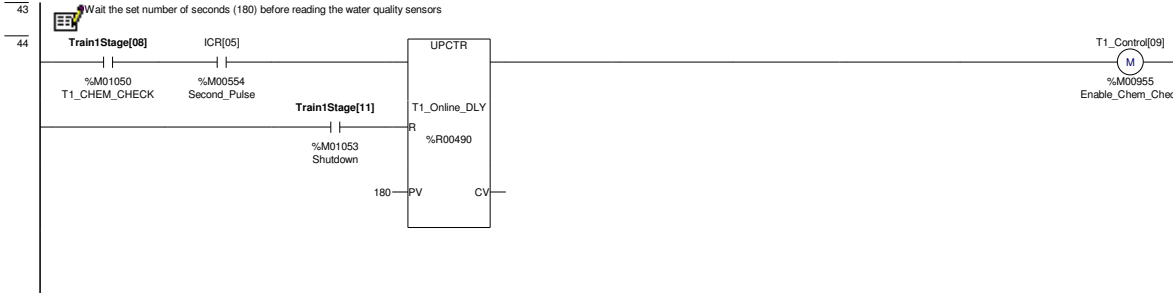 43
Wait the set number of seconds (180) before reading the water quality sensors
44
Train1Stage[08] ICR[05] UPCTR T1_Control[09]
M
%M01050 %M00554 %M00955
T1_CHEM_CHECK Second_Pulse Enable_Chem_Chec
Train1Stage[11] T1_Online_DLY
R
%R00490
%M01053
Shutdown
180 PV CV